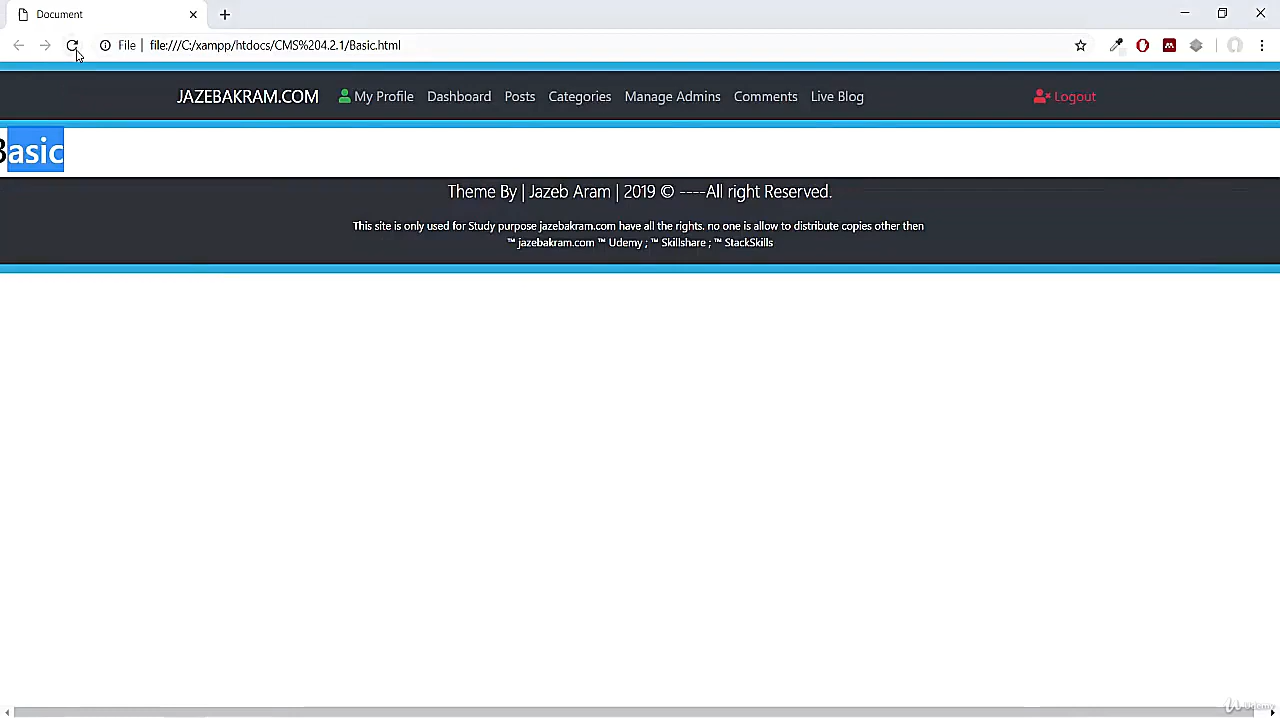 Document
File
file:///C:/xampp/htdocs/CMS%204.2.1/Basic.html
JAZEBAKRAM.COM My Profile Dashboard Posts Categories Manage Admins Comments Live Blog Logout
Basic
Theme By | Jazeb Aram | 2019 © ----All right Reserved.
This site is only used for Study purpose jazebakram.com have all the rights. no one is allow to distribute copies other then
™ jazebakram.com ™ Udemy ; ™ Skillshare ; ™ StackSkills
Udemy